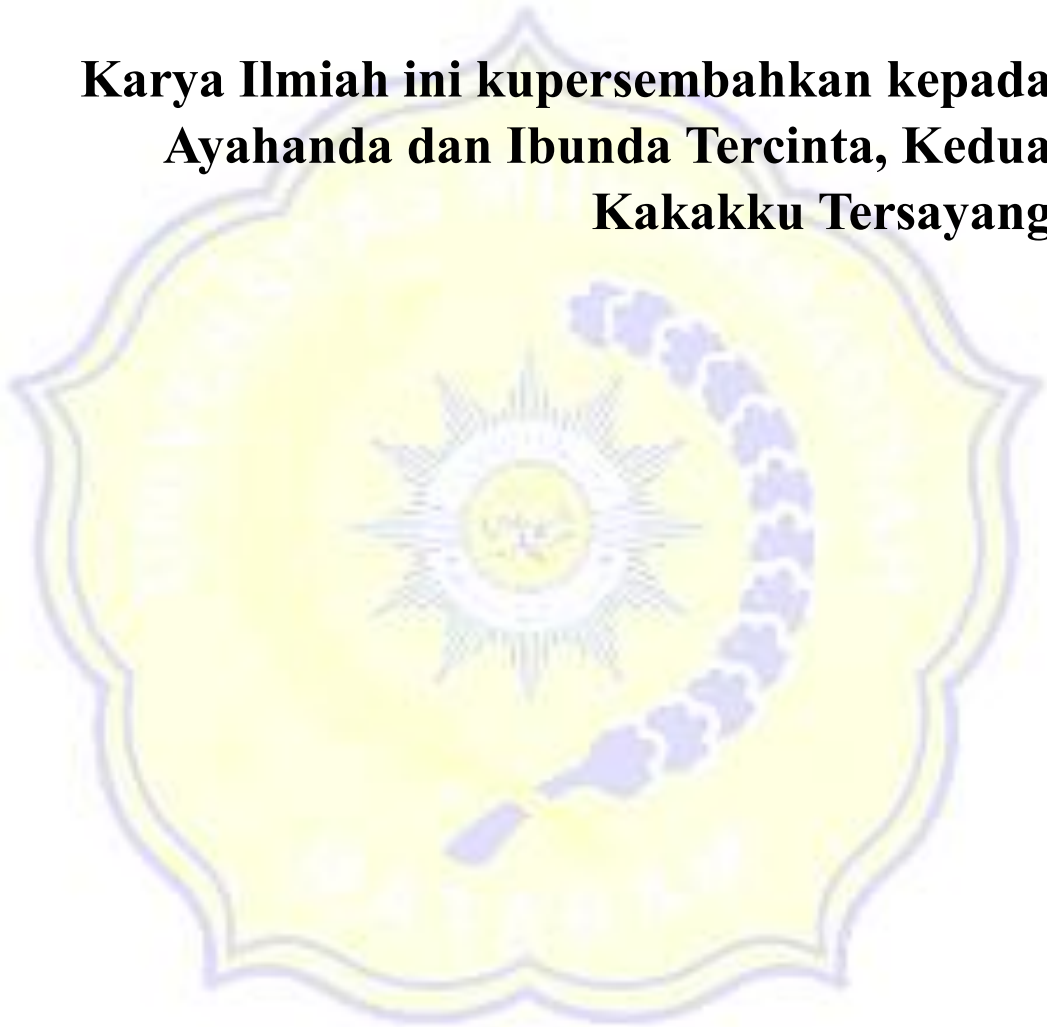 Karya Ilmiah ini kupersembahkan kepada
Ayahanda dan Ibunda Tercinta, Kedua
Kakakku Tersayang